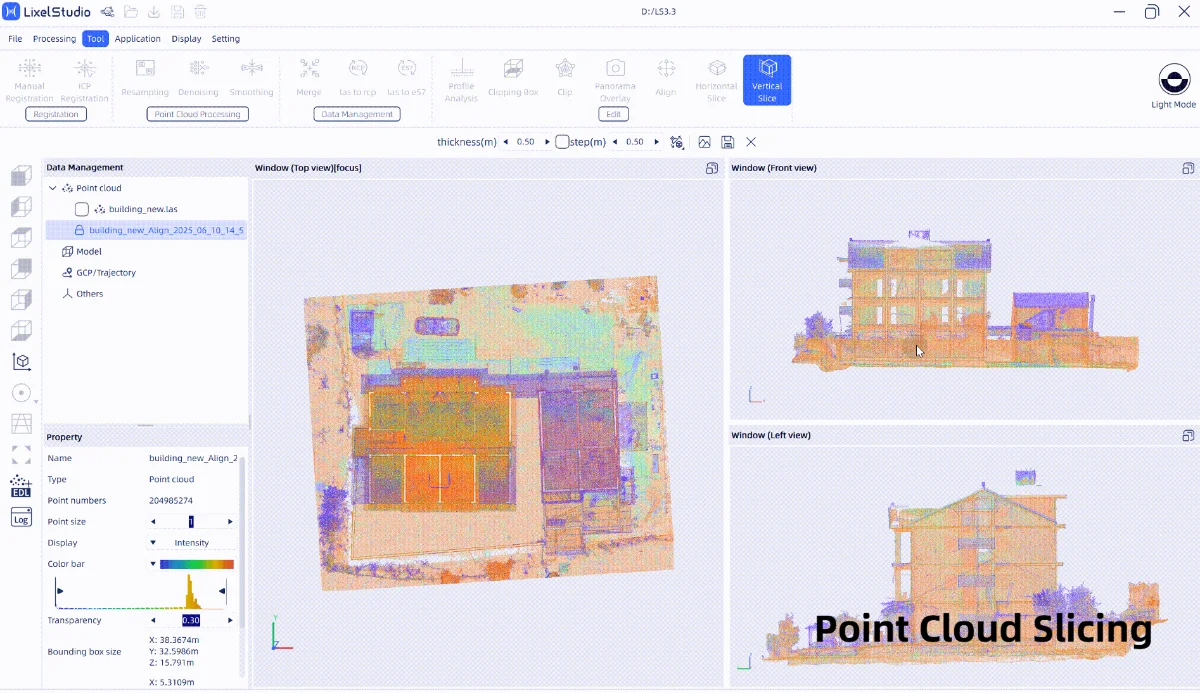 LixelStudio
D:/L53.3
File Processing Tool Application Display Setting
Manual Registration
ICP Registration
Registration
Resampling
Denoising
Smoothing
Point Cloud Processing
Merge
las to rcp
las to e57
Data Management
Profile Analysis
Clipping Box
Clip
Panorama Overlay
Align
Edit
Horizontal Slice
Vertical Slice
Light Mode
thickness(m) 0.50 step(m) 0.50
Data Management
Point cloud
building_new.las
building_new_Align_2025_06_10_14_5
Model
GCP/Trajectory
Others
EDL
Log
Property
Name building_new_Align_2
Type Point cloud
Point numbers 204985274
Point size 1
Display Intensity
Color bar
Transparency 0.30
Bounding box size
X: 38.3674m
Y: 32.5986m
Z: 15.791m
X: 5.3109m
Window (Top view)[focus]
Window (Front view)
Window (Left view)
Point Cloud Slicing